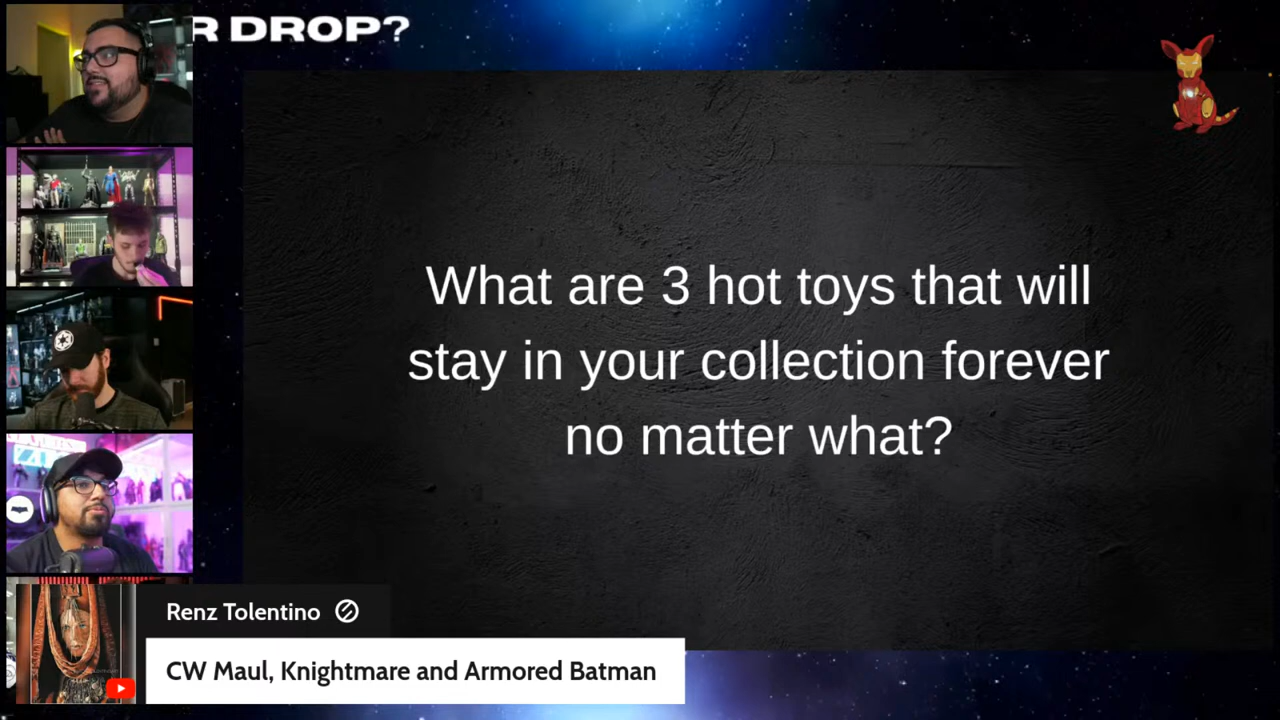 R DROP?
What are 3 hot toys that will
stay in your collection forever
no matter what?
Renz Tolentino
CW Maul, Knightmare and Armored Batman